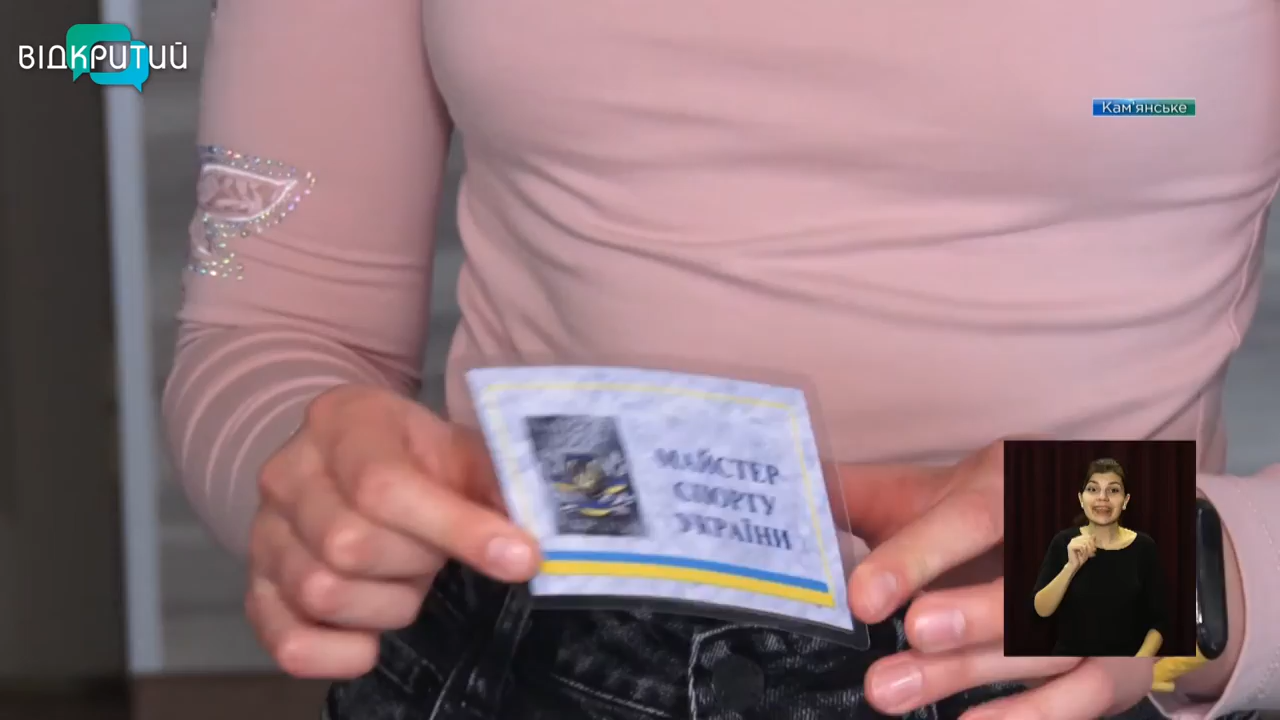 ВІДКРИТИЙ
Кам'янське
МАЙСТЕР
СПОРТУ
УКРАЇНИ